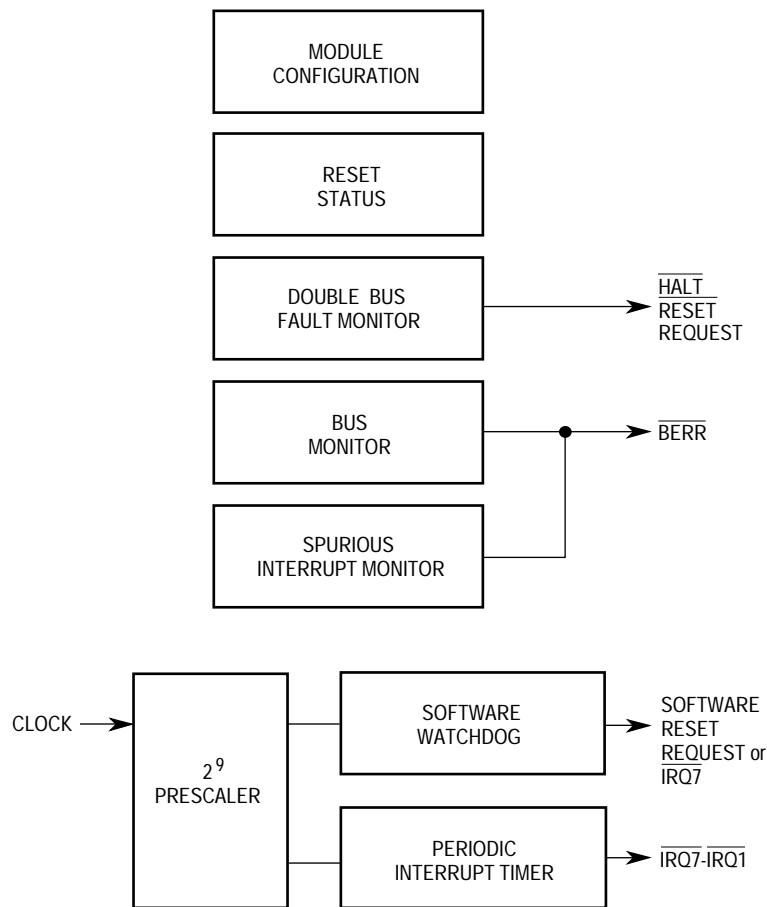 MODULE
CONFIGURATION
RESET
STATUS
DOUBLE BUS
FAULT MONITOR
HALT
RESET
REQUEST
BUS
MONITOR
BERR
SPURIOUS
INTERRUPT MONITOR
CLOCK
2⁹
PRESCALER
SOFTWARE
WATCHDOG
SOFTWARE
RESET
REQUEST or
IRQ7
PERIODIC
INTERRUPT TIMER
IRQ7-IRQ1